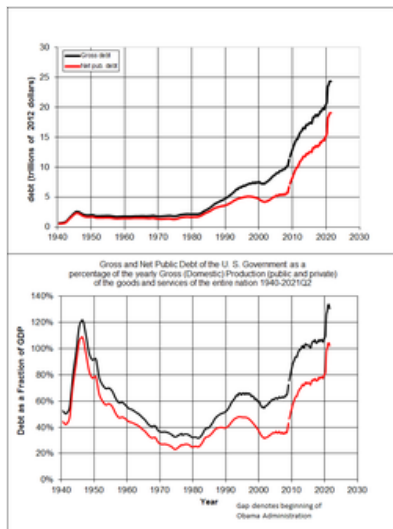 30
25
20
15
10
5
0
debt (trillions of 2012 dollars)
Gross debt
Net pub. debt
1940 1950 1960 1970 1980 1990 2000 2010 2020 2030
Gross and Net Public Debt of the U. S. Government as a
percentage of the yearly Gross (Domestic) Production (public and private)
of the goods and services of the entire nation 1940-2021Q2
140%
120%
100%
80%
60%
40%
20%
0%
Debt as a Fraction of GDP
1940 1950 1960 1970 1980 1990 2000 2010 2020 2030
Year
Gap denotes beginning of
Obama Administration